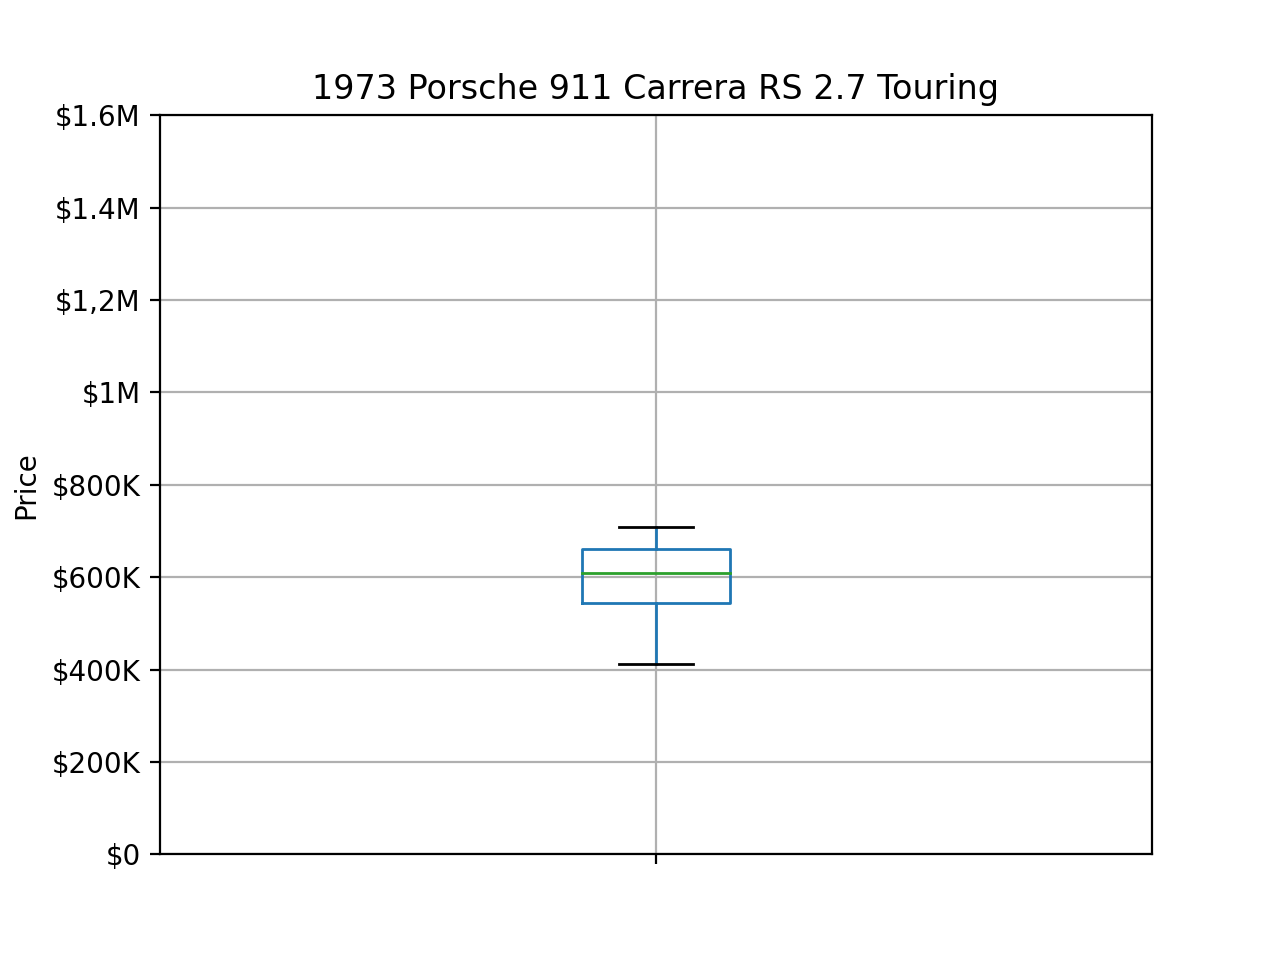 1973 Porsche 911 Carrera RS 2.7 Touring
$1.6M
$1.4M
$1,2M
$1M
$800K
$600K
$400K
$200K
$0
Price